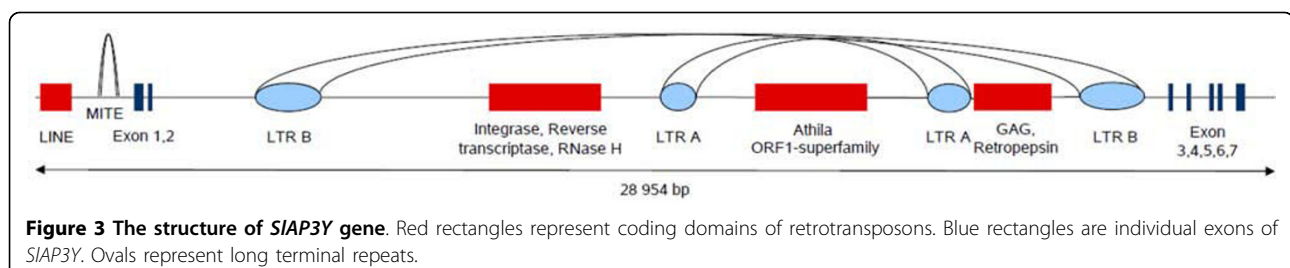 MITE
LINE
Exon 1,2
LTR B
Integrase, Reverse
transcriptase, RNase H
LTR A
Athila
ORF1-superfamily
LTR A
GAG,
Retropepsin
LTR B
Exon
3,4,5,6,7
28 954 bp
Figure 3 The structure of SlAP3Y gene. Red rectangles represent coding domains of retrotransposons. Blue rectangles are individual exons of
SlAP3Y. Ovals represent long terminal repeats.